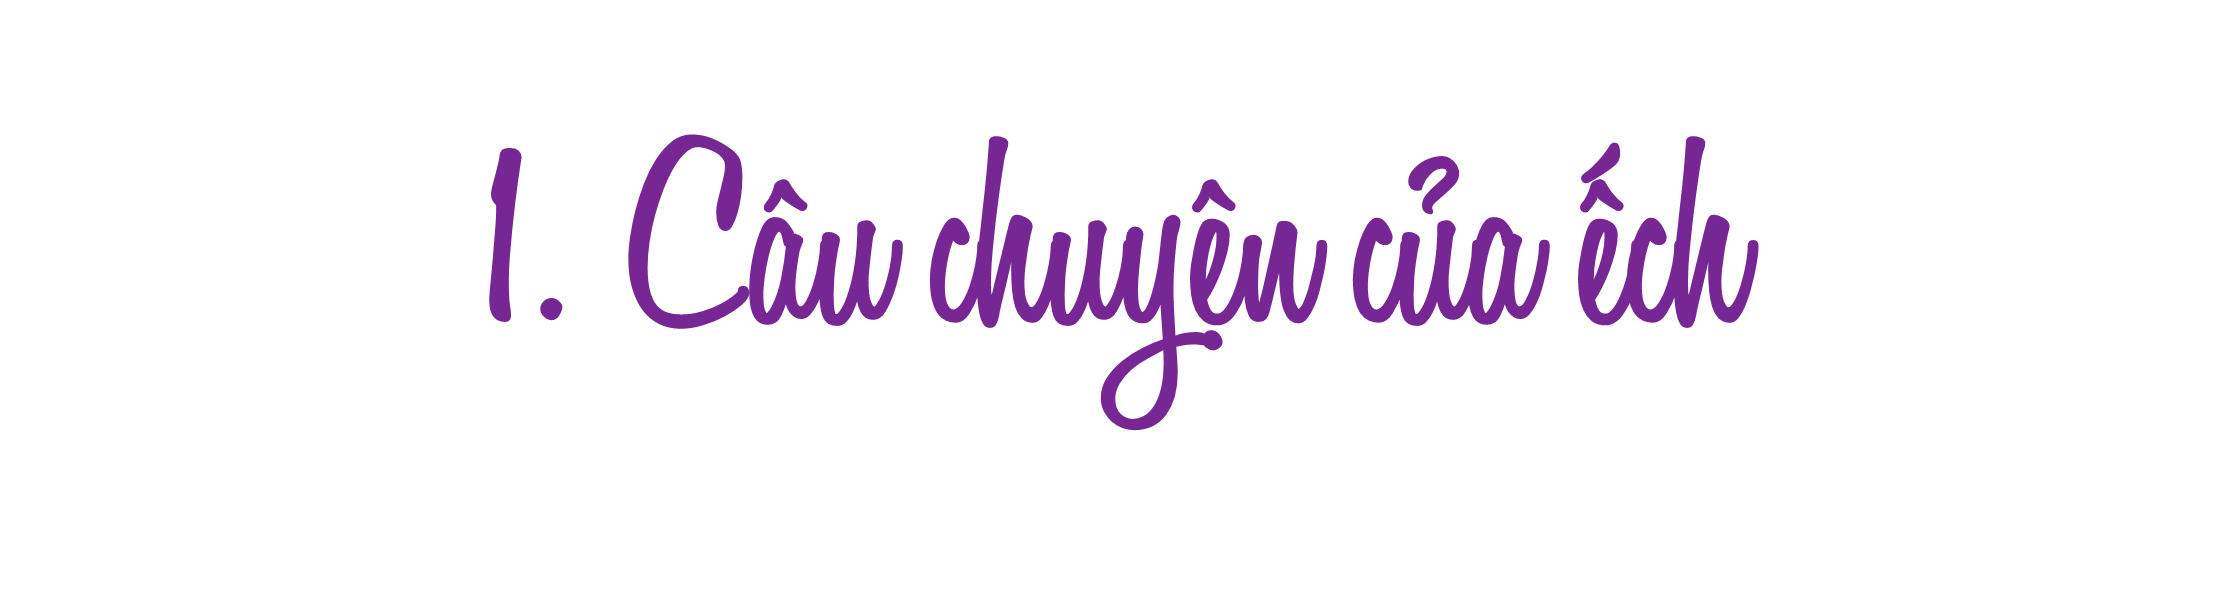 1. Câu chuyện của ếch